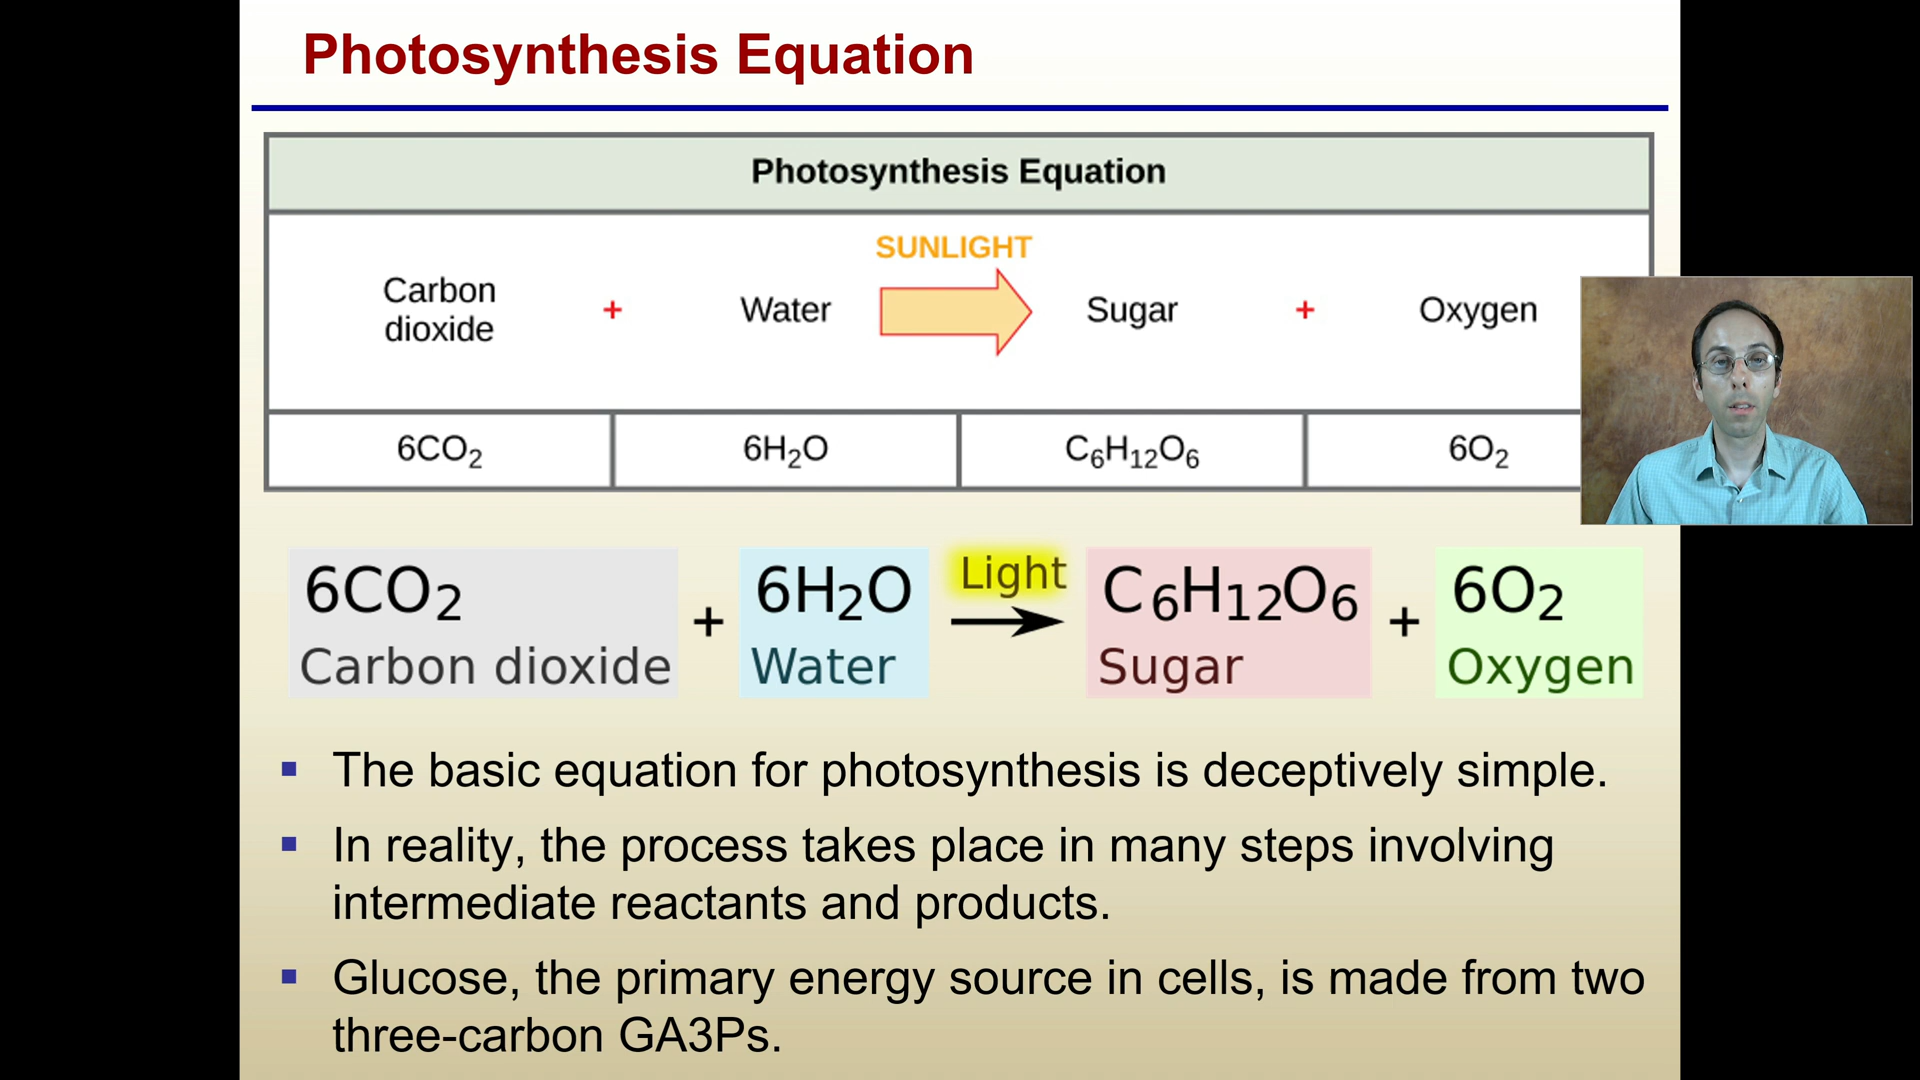 Photosynthesis Equation
Photosynthesis Equation
SUNLIGHT
Carbon
dioxide
+ Water Sugar + Oxygen
6CO₂ 6H₂O C₆H₁₂O₆ 6O₂
6CO₂ + 6H₂O Light → C₆H₁₂O₆ + 6O₂
Carbon dioxide Water Sugar Oxygen
▪ The basic equation for photosynthesis is deceptively simple.
▪ In reality, the process takes place in many steps involving
intermediate reactants and products.
▪ Glucose, the primary energy source in cells, is made from two
three-carbon GA3Ps.